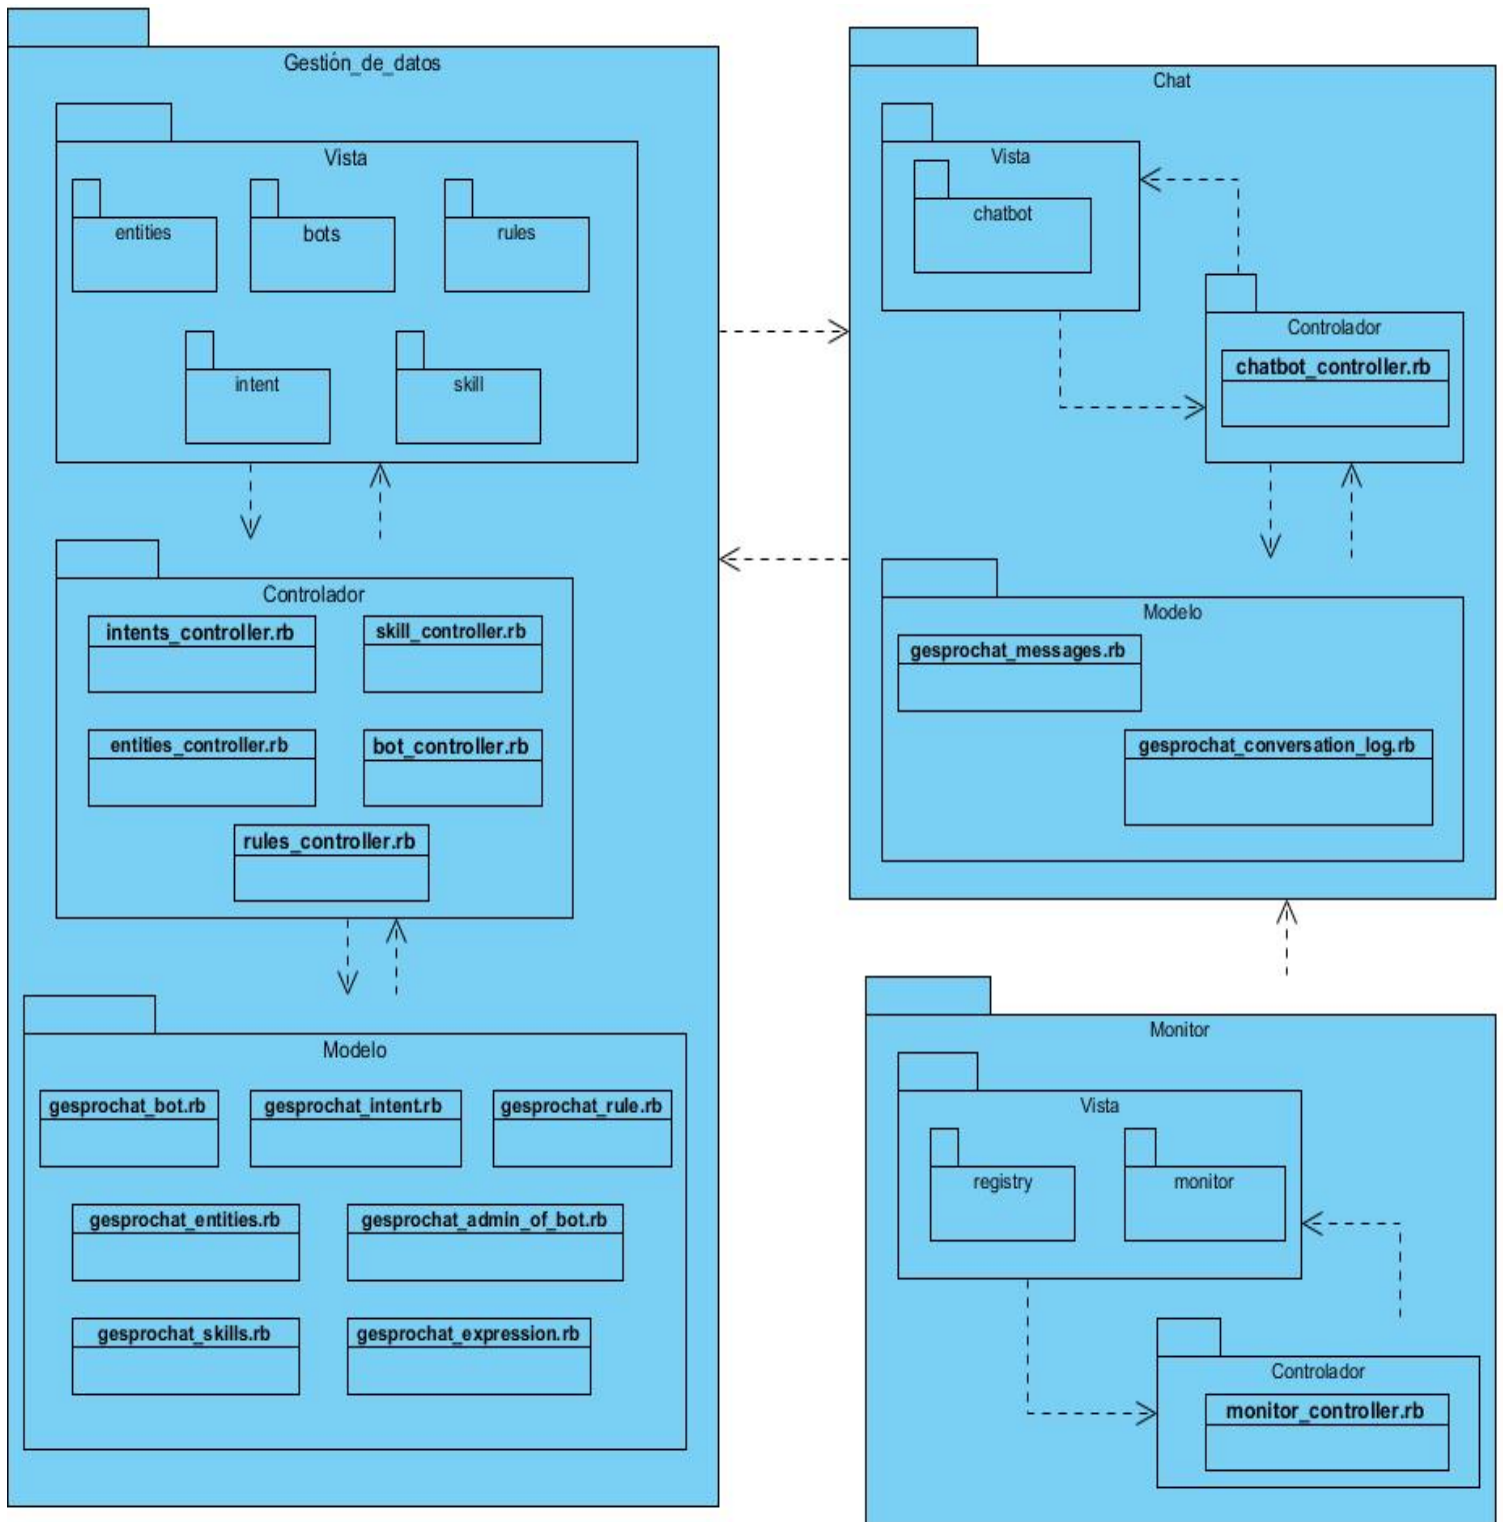 Gestión_de_datos
Vista
entities
bots
rules
intent
skill
Controlador
intents_controller.rb
skill_controller.rb
entities_controller.rb
bot_controller.rb
rules_controller.rb
Modelo
gesprochat_bot.rb
gesprochat_intent.rb
gesprochat_rule.rb
gesprochat_entities.rb
gesprochat_admin_of_bot.rb
gesprochat_skills.rb
gesprochat_expression.rb
Chat
Vista
chatbot
Controlador
chatbot_controller.rb
Modelo
gesprochat_messages.rb
gesprochat_conversation_log.rb
Monitor
Vista
registry
monitor
Controlador
monitor_controller.rb